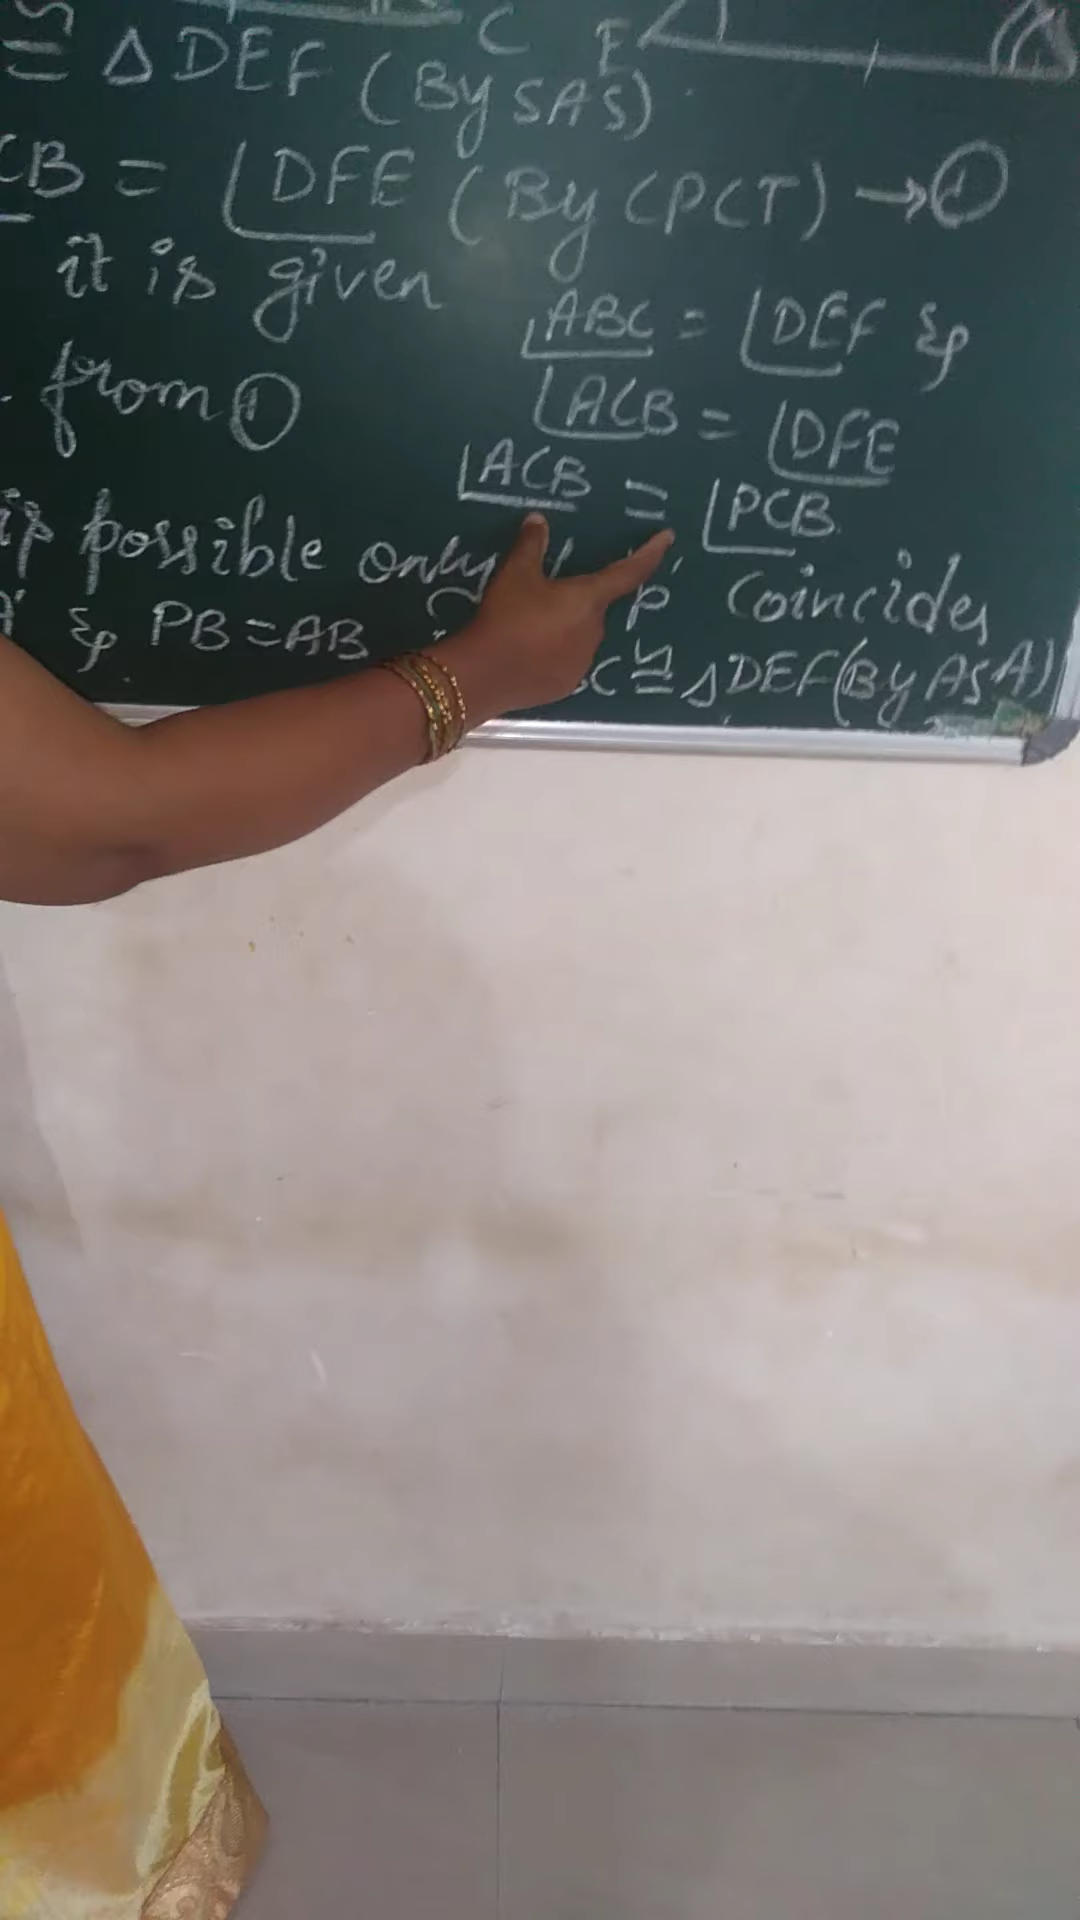 C E
≅ ΔDEF (By SAS)
CB = ∠DFE (By CPCT) → ①
it is given ∠ABC = ∠DEF &
∠ACB = ∠DFE
from ①
∠ACB = ∠PCB
is possible only
P coincides
& PB = AB
C ≅ ΔDEF (By ASA)